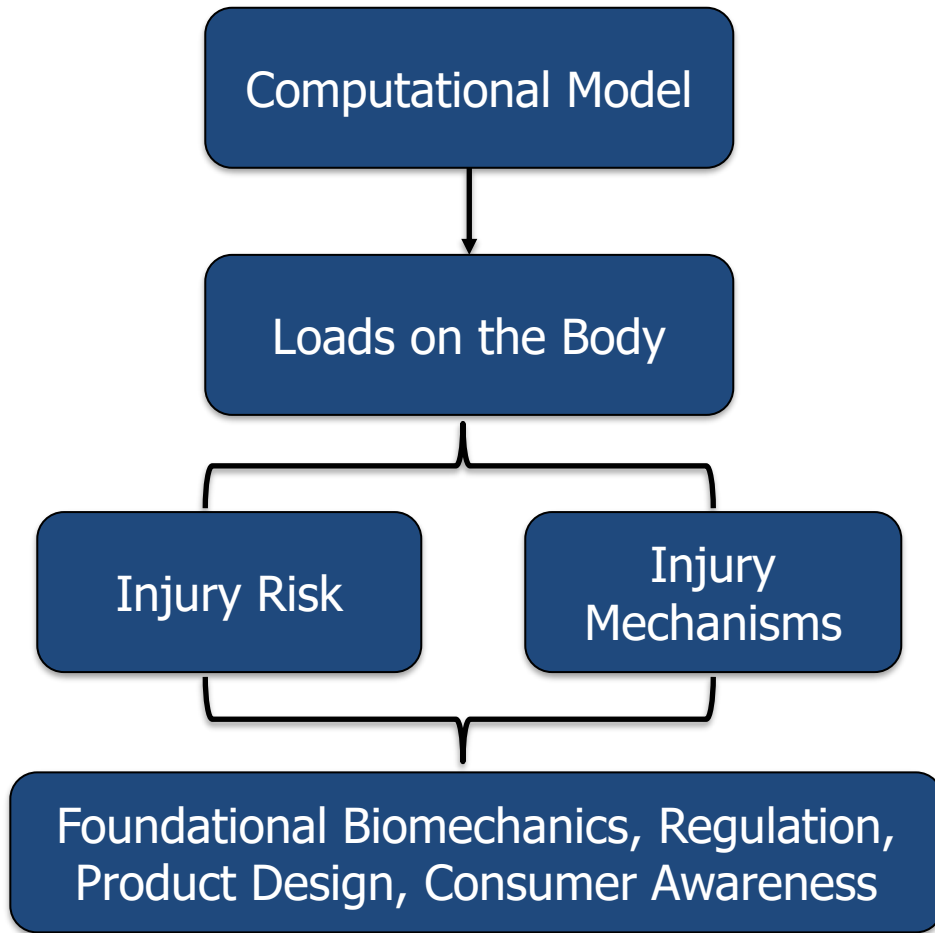 Computational Model
Loads on the Body
Injury Risk
Injury
Mechanisms
Foundational Biomechanics, Regulation,
Product Design, Consumer Awareness